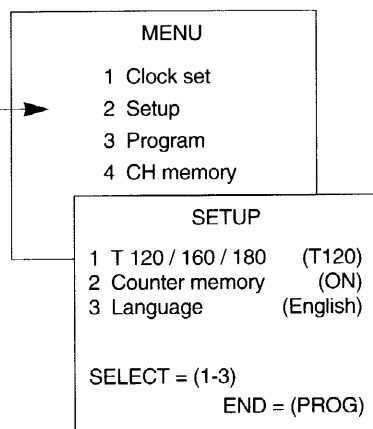 MENU
1 Clock set
2 Setup
3 Program
4 CH memory
SETUP
1 T 120 / 160 / 180 (T120)
2 Counter memory (ON)
3 Language (English)
SELECT = (1-3)
END = (PROG)